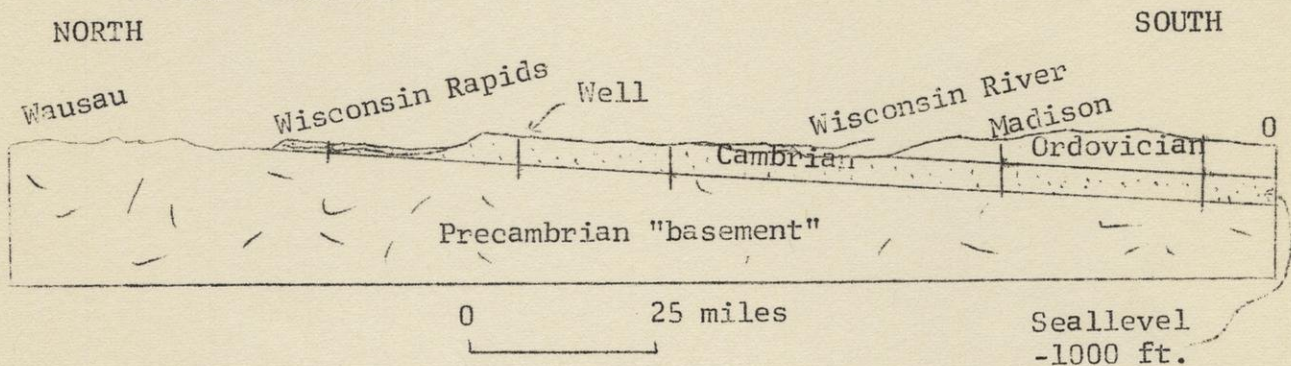 NORTH
SOUTH
Wausau
Wisconsin Rapids
Well
Wisconsin River
Madison
0
Cambrian
Ordovician
Precambrian "basement"
0 25 miles
Seallevel
-1000 ft.